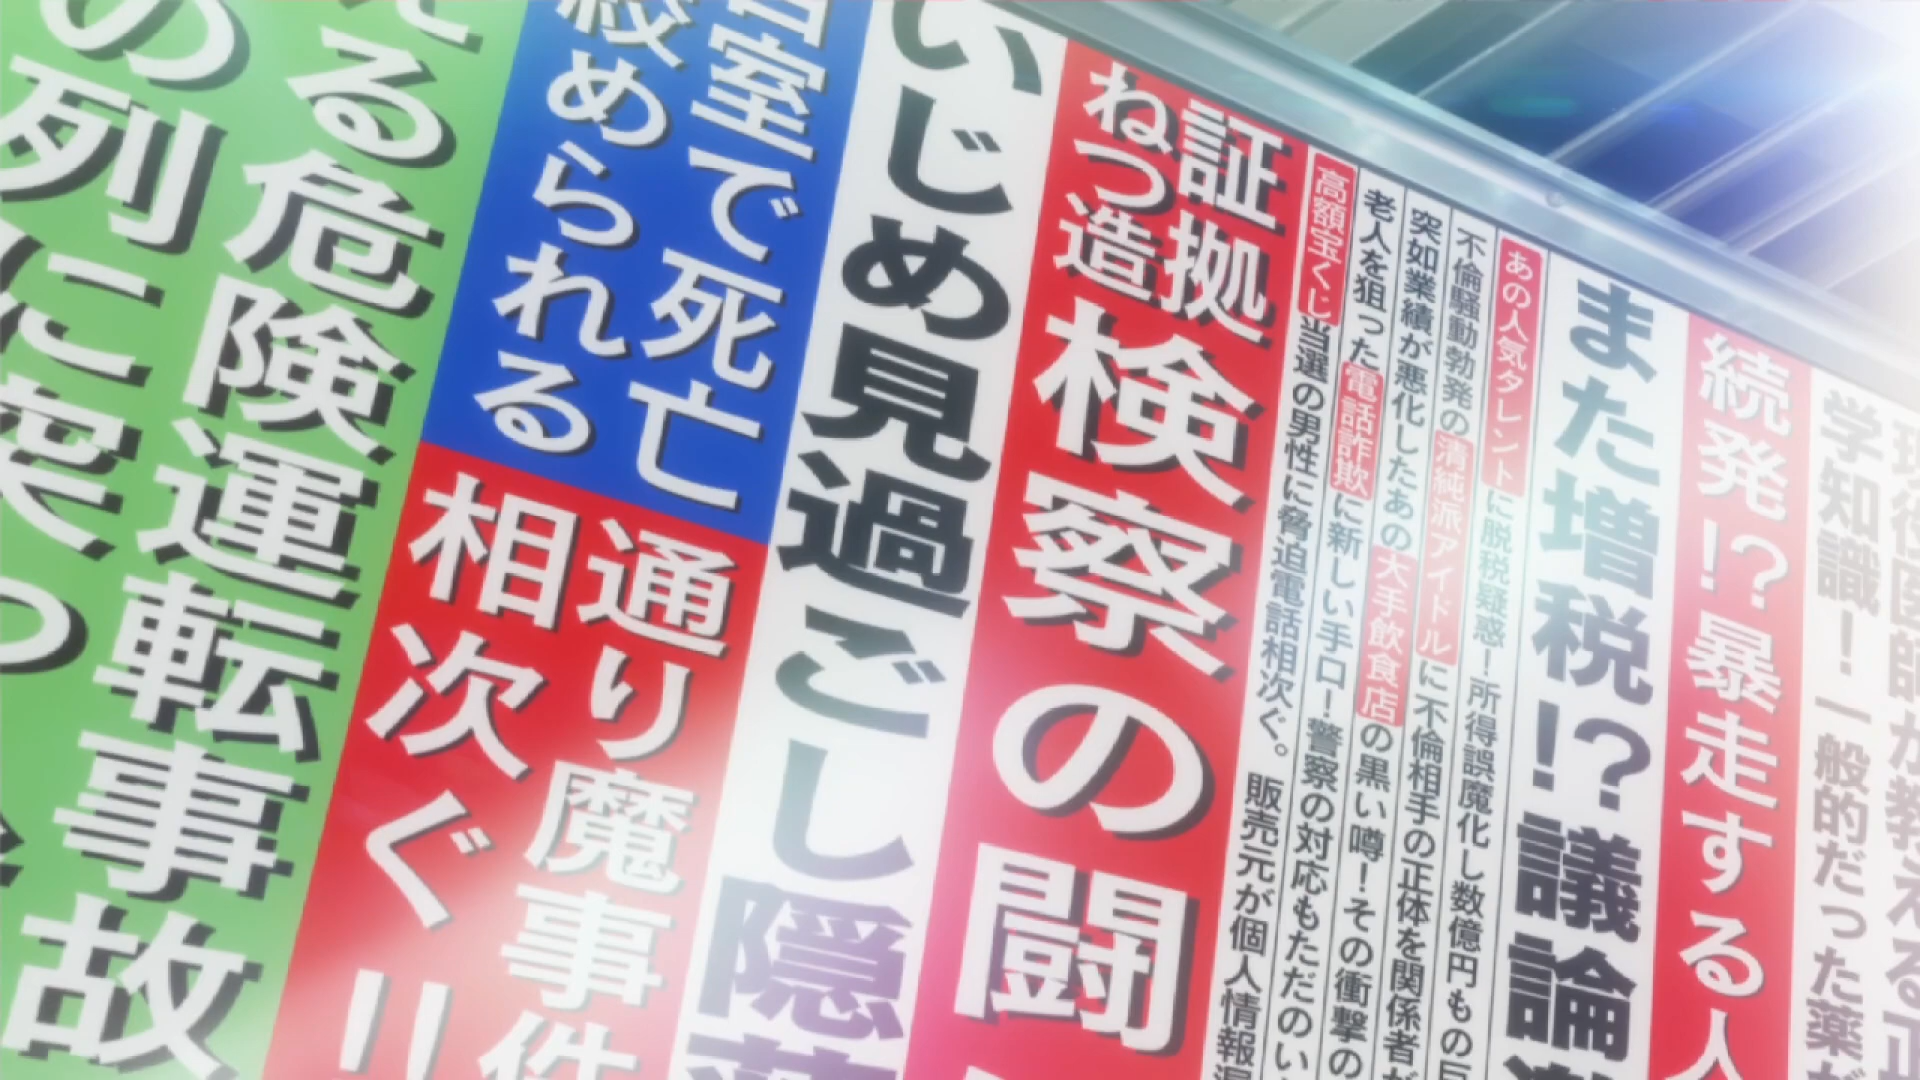 現役医師が教える正
学知識！一般的だった薬が
続発!?暴走する人
また増税!?議論激
あの人気タレントに脱税疑惑！所得誤魔化し数億円もの巨
不倫騒動勃発の清純派アイドルに不倫相手の正体を関係者が
突如業績が悪化したあの大手飲食店の黒い噂！その衝撃の
老人を狙った電話詐欺に新しい手口！警察の対応もただのい
高額宝くじ当選の男性に脅迫電話相次ぐ。販売元が個人情報漏
証拠
ねつ造
検察の闘
いじめ見過ごし隠蔽
室で死亡
絞められる
通り魔事件
相次ぐ!!
える危険運転事故
の列に突っ